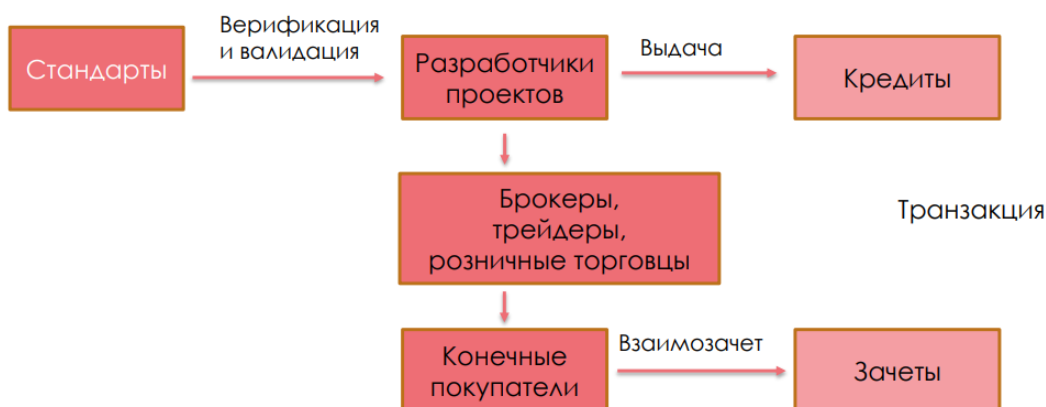 Стандарты
Верификация
и валидация
Разработчики
проектов
Выдача
Кредиты
Брокеры,
трейдеры,
розничные торговцы
Транзакция
Конечные
покупатели
Взаимозачет
Зачеты